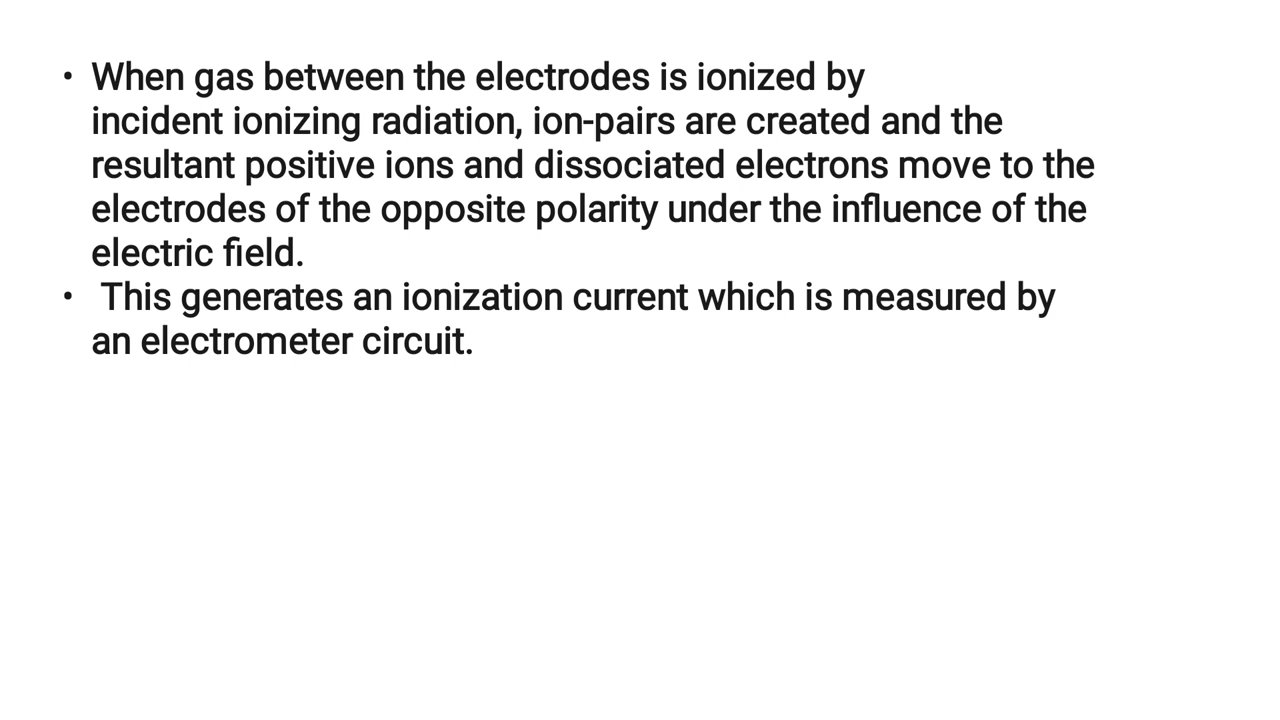 • When gas between the electrodes is ionized by
incident ionizing radiation, ion-pairs are created and the
resultant positive ions and dissociated electrons move to the
electrodes of the opposite polarity under the influence of the
electric field.
• This generates an ionization current which is measured by
an electrometer circuit.